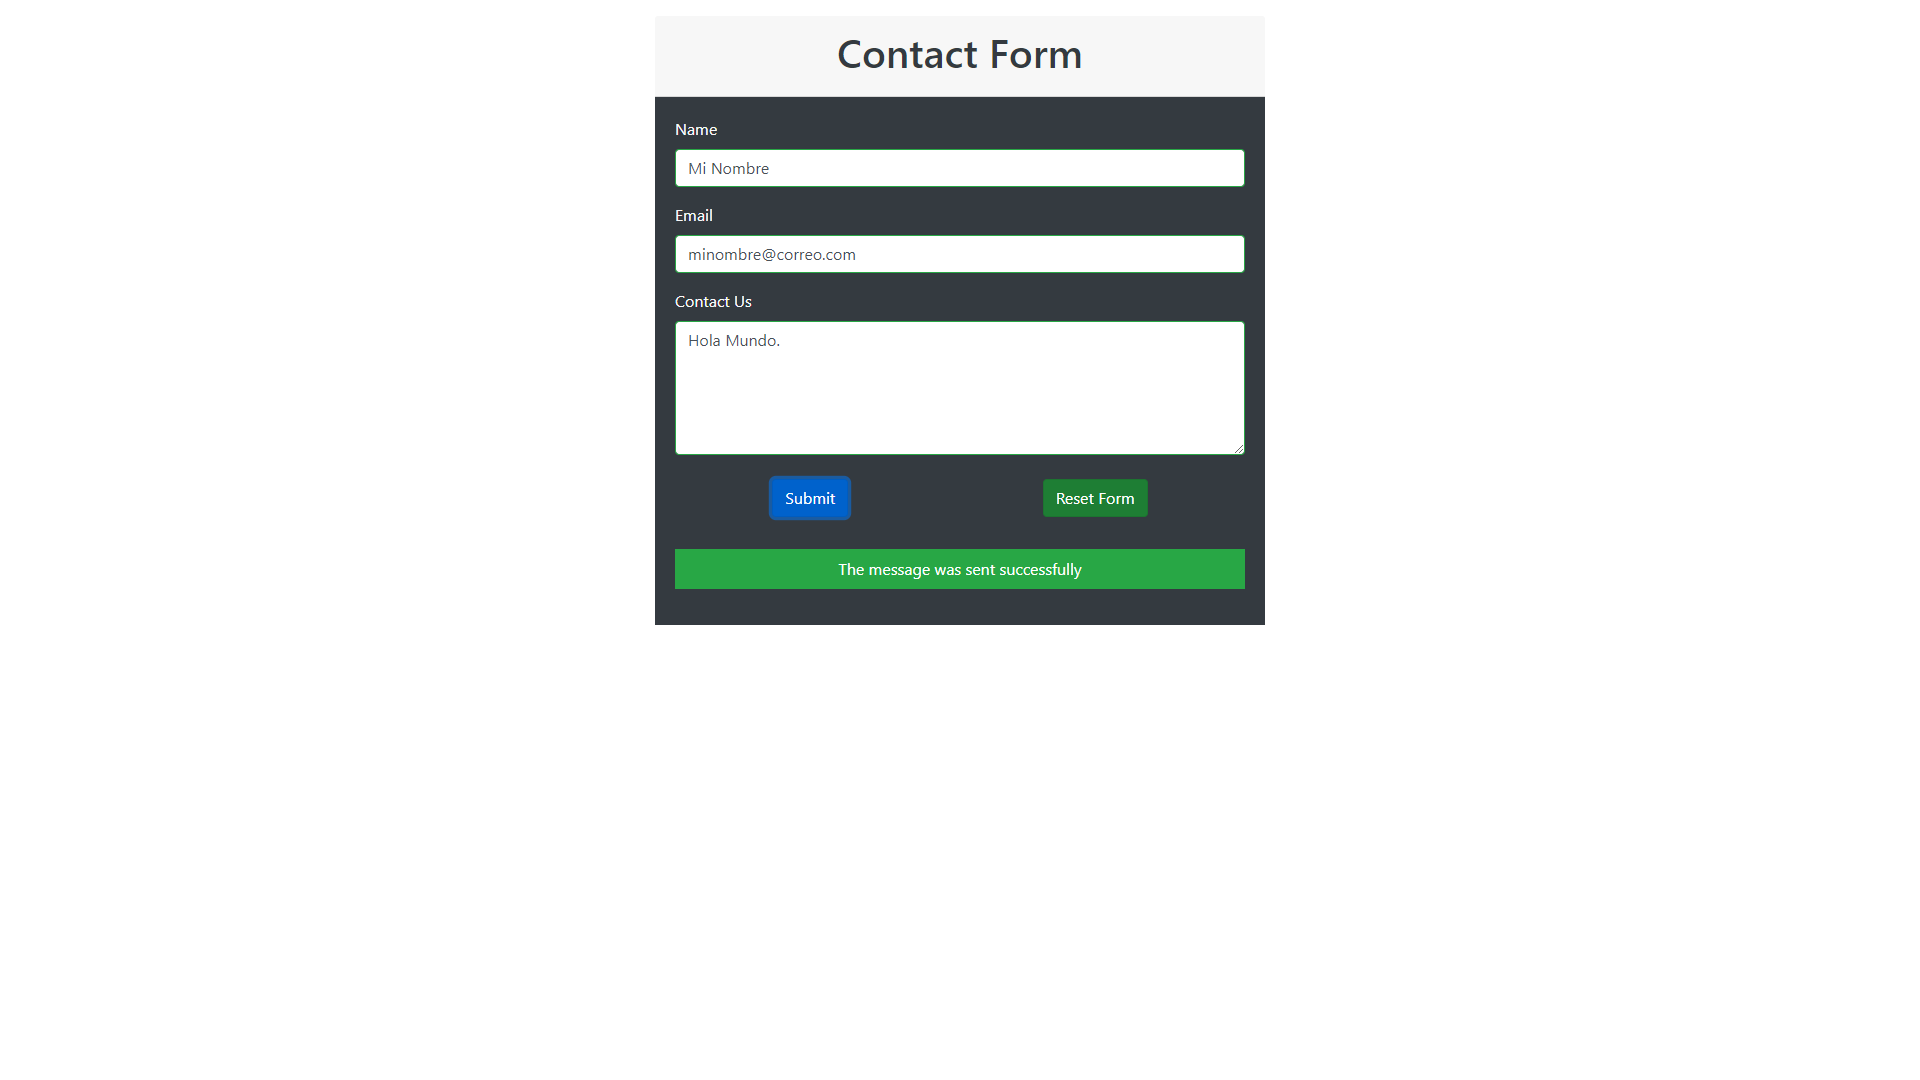 Contact Form
Name
Mi Nombre
Email
minombre@correo.com
Contact Us
Hola Mundo.
Submit
Reset Form
The message was sent successfully